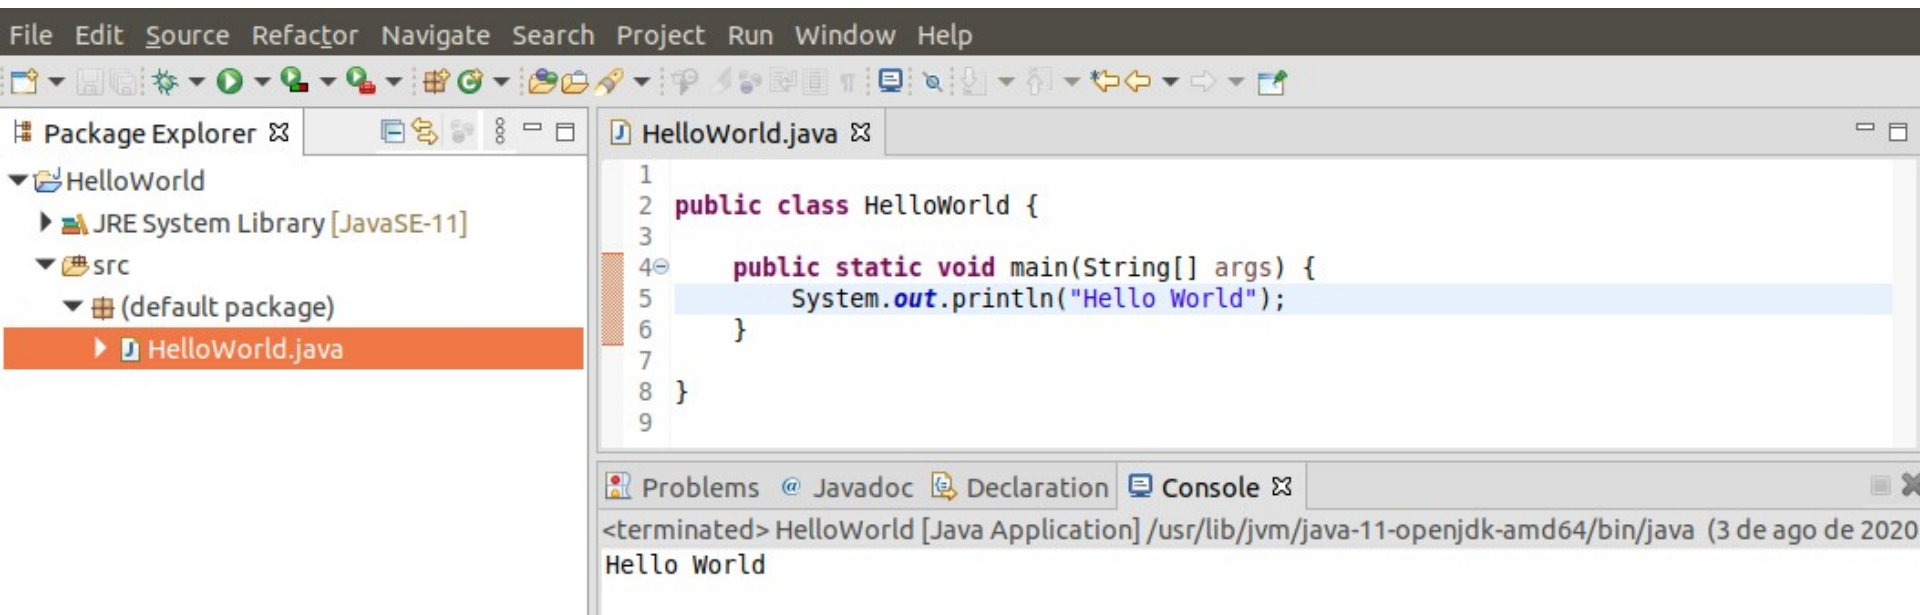 File Edit Source Refactor Navigate Search Project Run Window Help
Package Explorer
HelloWorld
JRE System Library [JavaSE-11]
src
(default package)
HelloWorld.java
HelloWorld.java
1
2 public class HelloWorld {
3
4 public static void main(String[] args) {
5 System.out.println("Hello World");
6 }
7
8 }
9
Problems @ Javadoc Declaration Console
<terminated> HelloWorld [Java Application] /usr/lib/jvm/java-11-openjdk-amd64/bin/java (3 de ago de 2020
Hello World